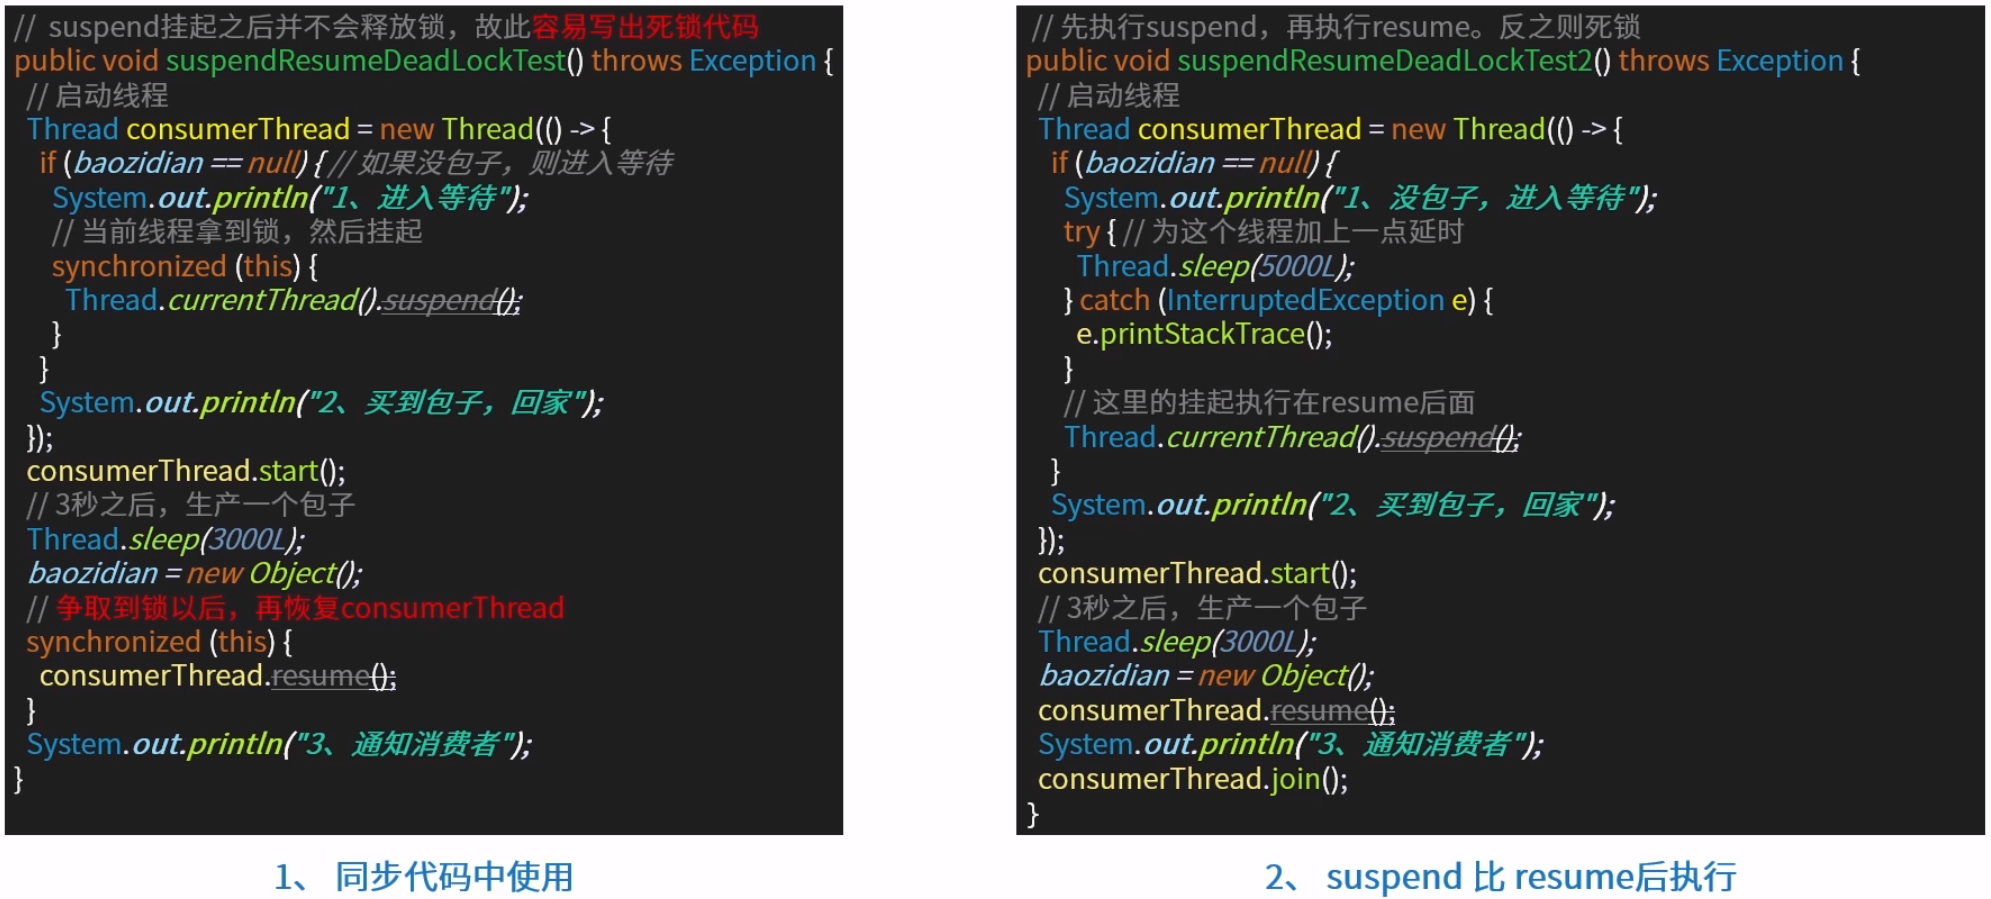 // suspend挂起之后并不会释放锁，故此容易写出死锁代码
public void suspendResumeDeadLockTest() throws Exception {
// 启动线程
Thread consumerThread = new Thread(() -> {
if (baozidian == null) { // 如果没包子，则进入等待
System.out.println("1、进入等待");
// 当前线程拿到锁，然后挂起
synchronized (this) {
Thread.currentThread().suspend();
}
}
System.out.println("2、买到包子，回家");
});
consumerThread.start();
// 3秒之后，生产一个包子
Thread.sleep(3000L);
baozidian = new Object();
// 争取到锁以后，再恢复consumerThread
synchronized (this) {
consumerThread.resume();
}
System.out.println("3、通知消费者");
}
1、 同步代码中使用
// 先执行suspend，再执行resume。反之则死锁
public void suspendResumeDeadLockTest2() throws Exception {
// 启动线程
Thread consumerThread = new Thread(() -> {
if (baozidian == null) {
System.out.println("1、没包子，进入等待");
try { // 为这个线程加上一点延时
Thread.sleep(5000L);
} catch (InterruptedException e) {
e.printStackTrace();
}
// 这里的挂起执行在resume后面
Thread.currentThread().suspend();
}
System.out.println("2、买到包子，回家");
});
consumerThread.start();
// 3秒之后，生产一个包子
Thread.sleep(3000L);
baozidian = new Object();
consumerThread.resume();
System.out.println("3、通知消费者");
consumerThread.join();
}
2、 suspend 比 resume后执行